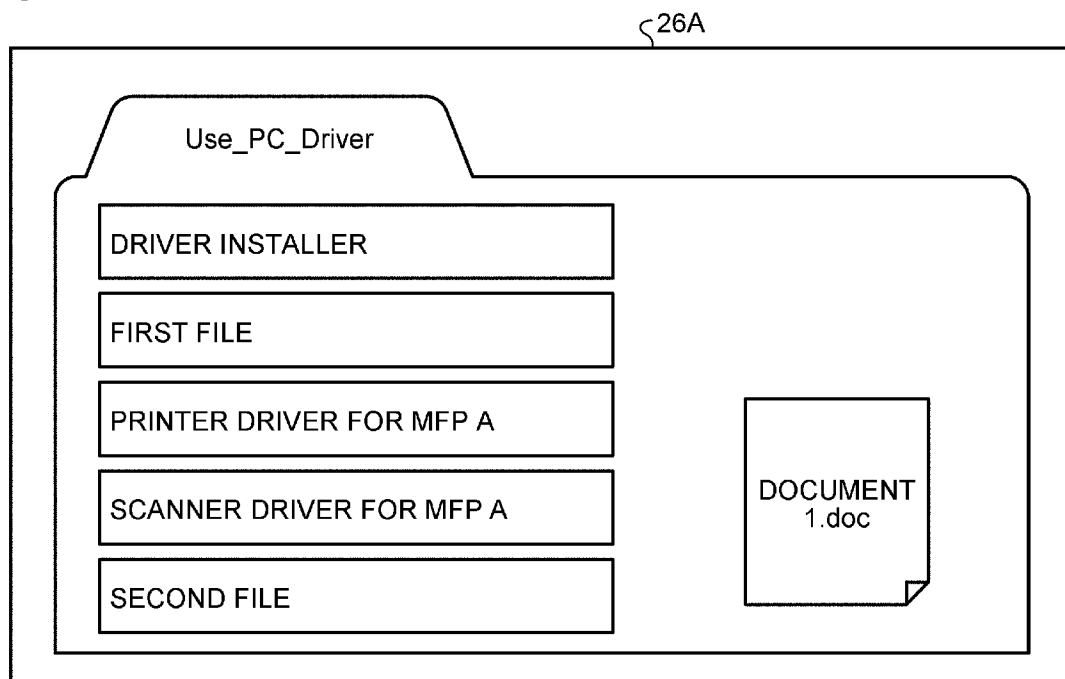 26A
Use_PC_Driver
DRIVER INSTALLER
FIRST FILE
PRINTER DRIVER FOR MFP A
SCANNER DRIVER FOR MFP A
SECOND FILE
DOCUMENT
1.doc